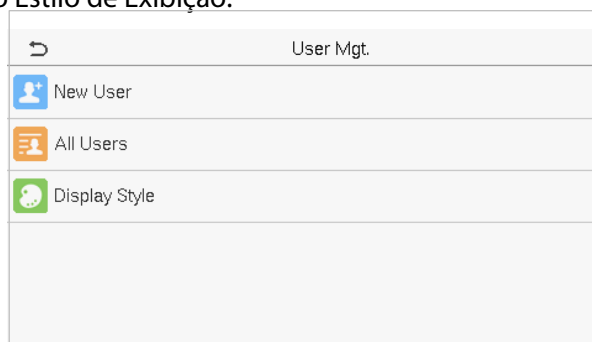 o Estilo de Exibição.
User Mgt.
New User
All Users
Display Style